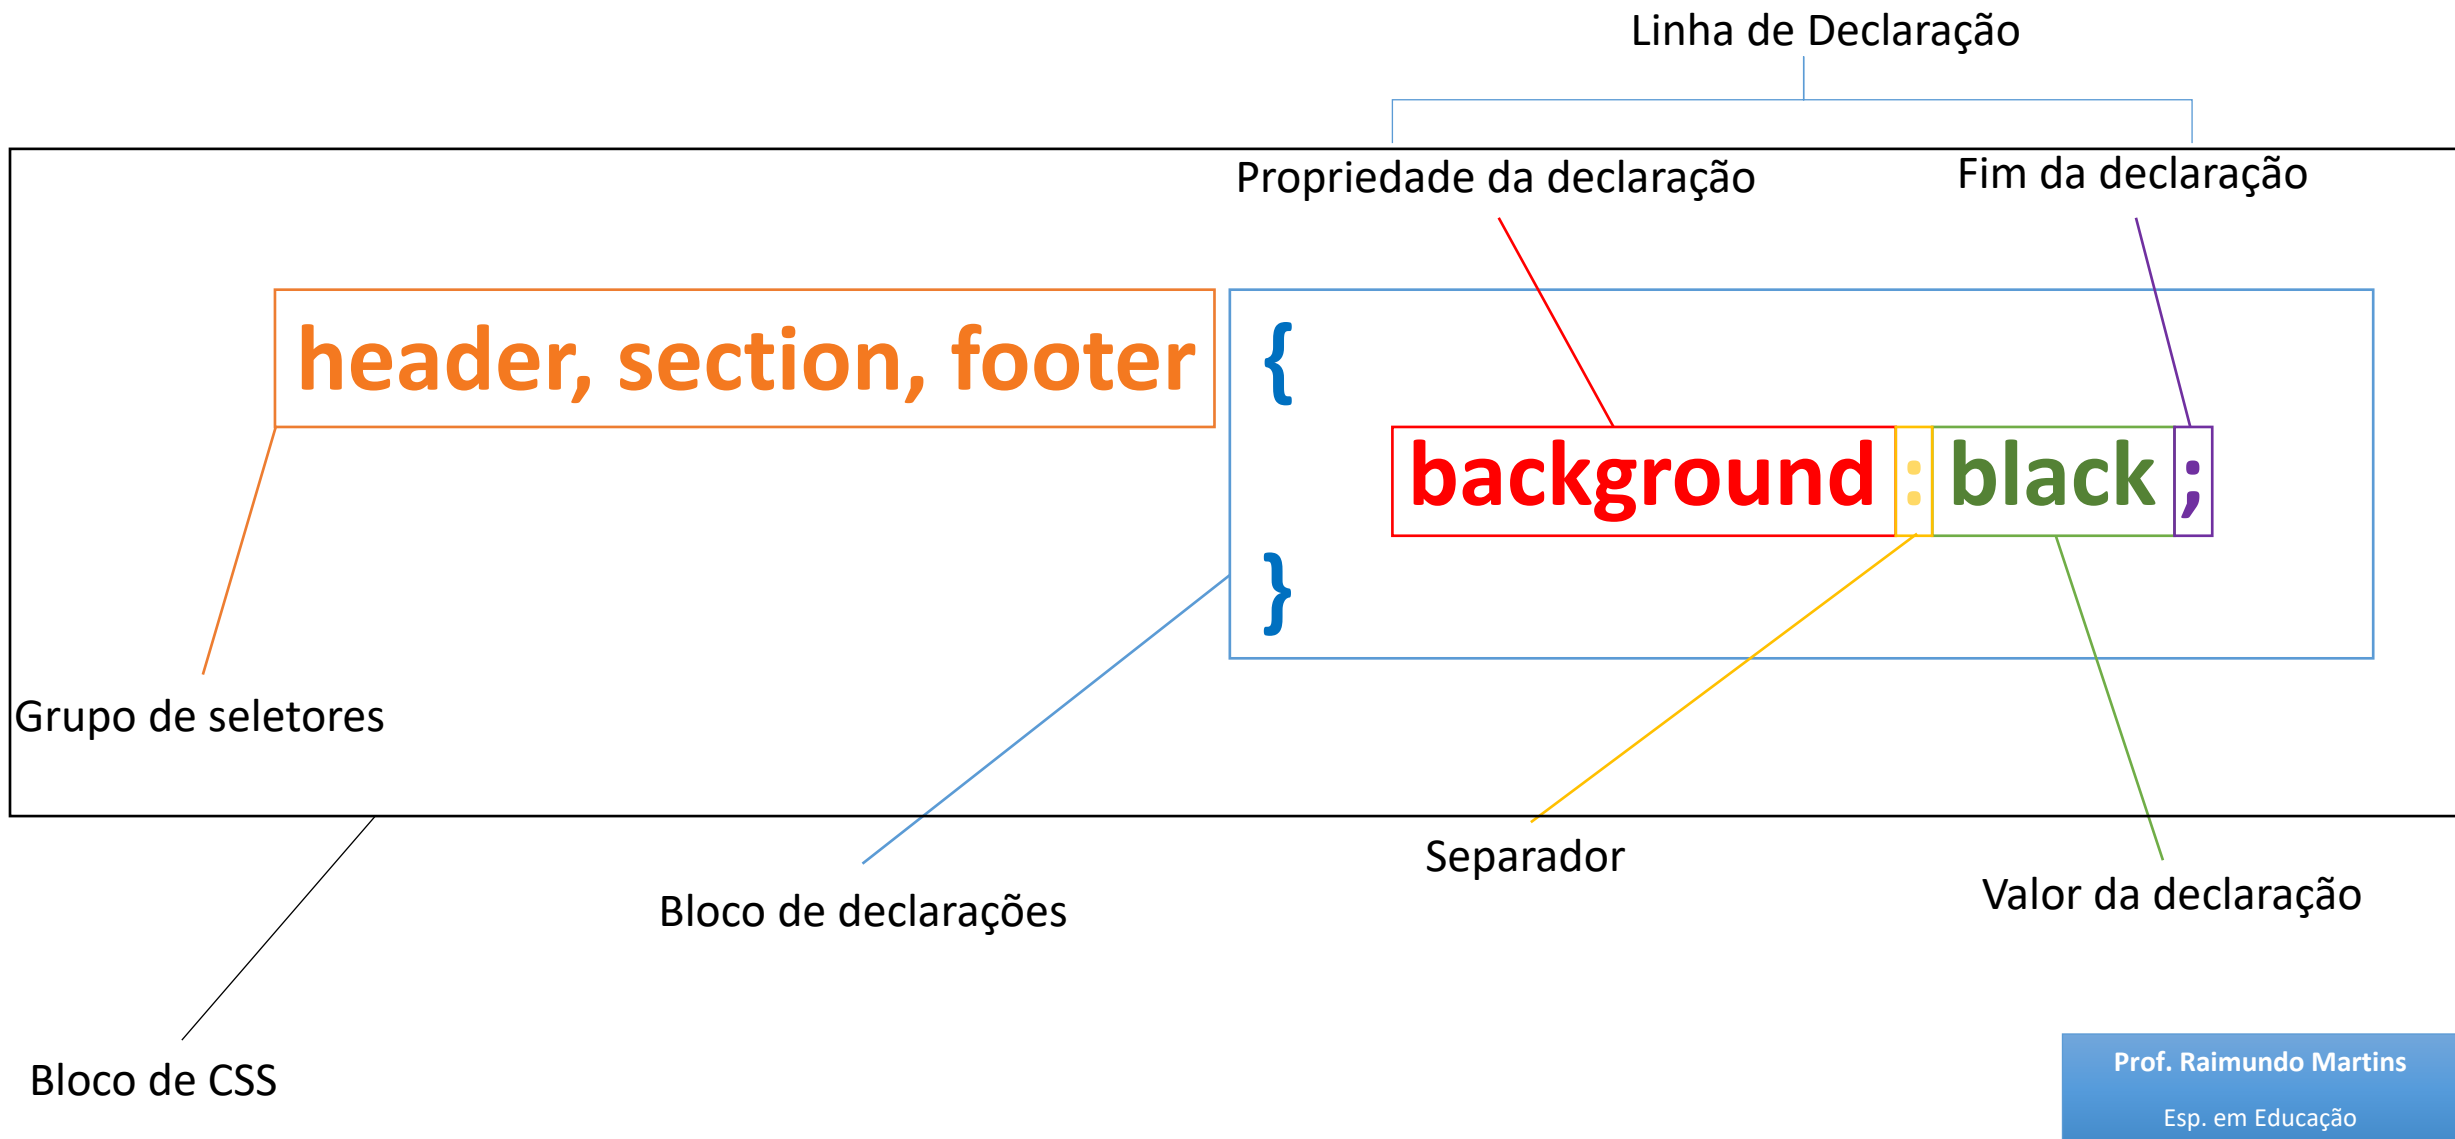 Linha de Declaração
Propriedade da declaração
Fim da declaração
header, section, footer
{
background : black ;
}
Grupo de seletores
Separador
Valor da declaração
Bloco de declarações
Bloco de CSS
Prof. Raimundo Martins
Esp. em Educação